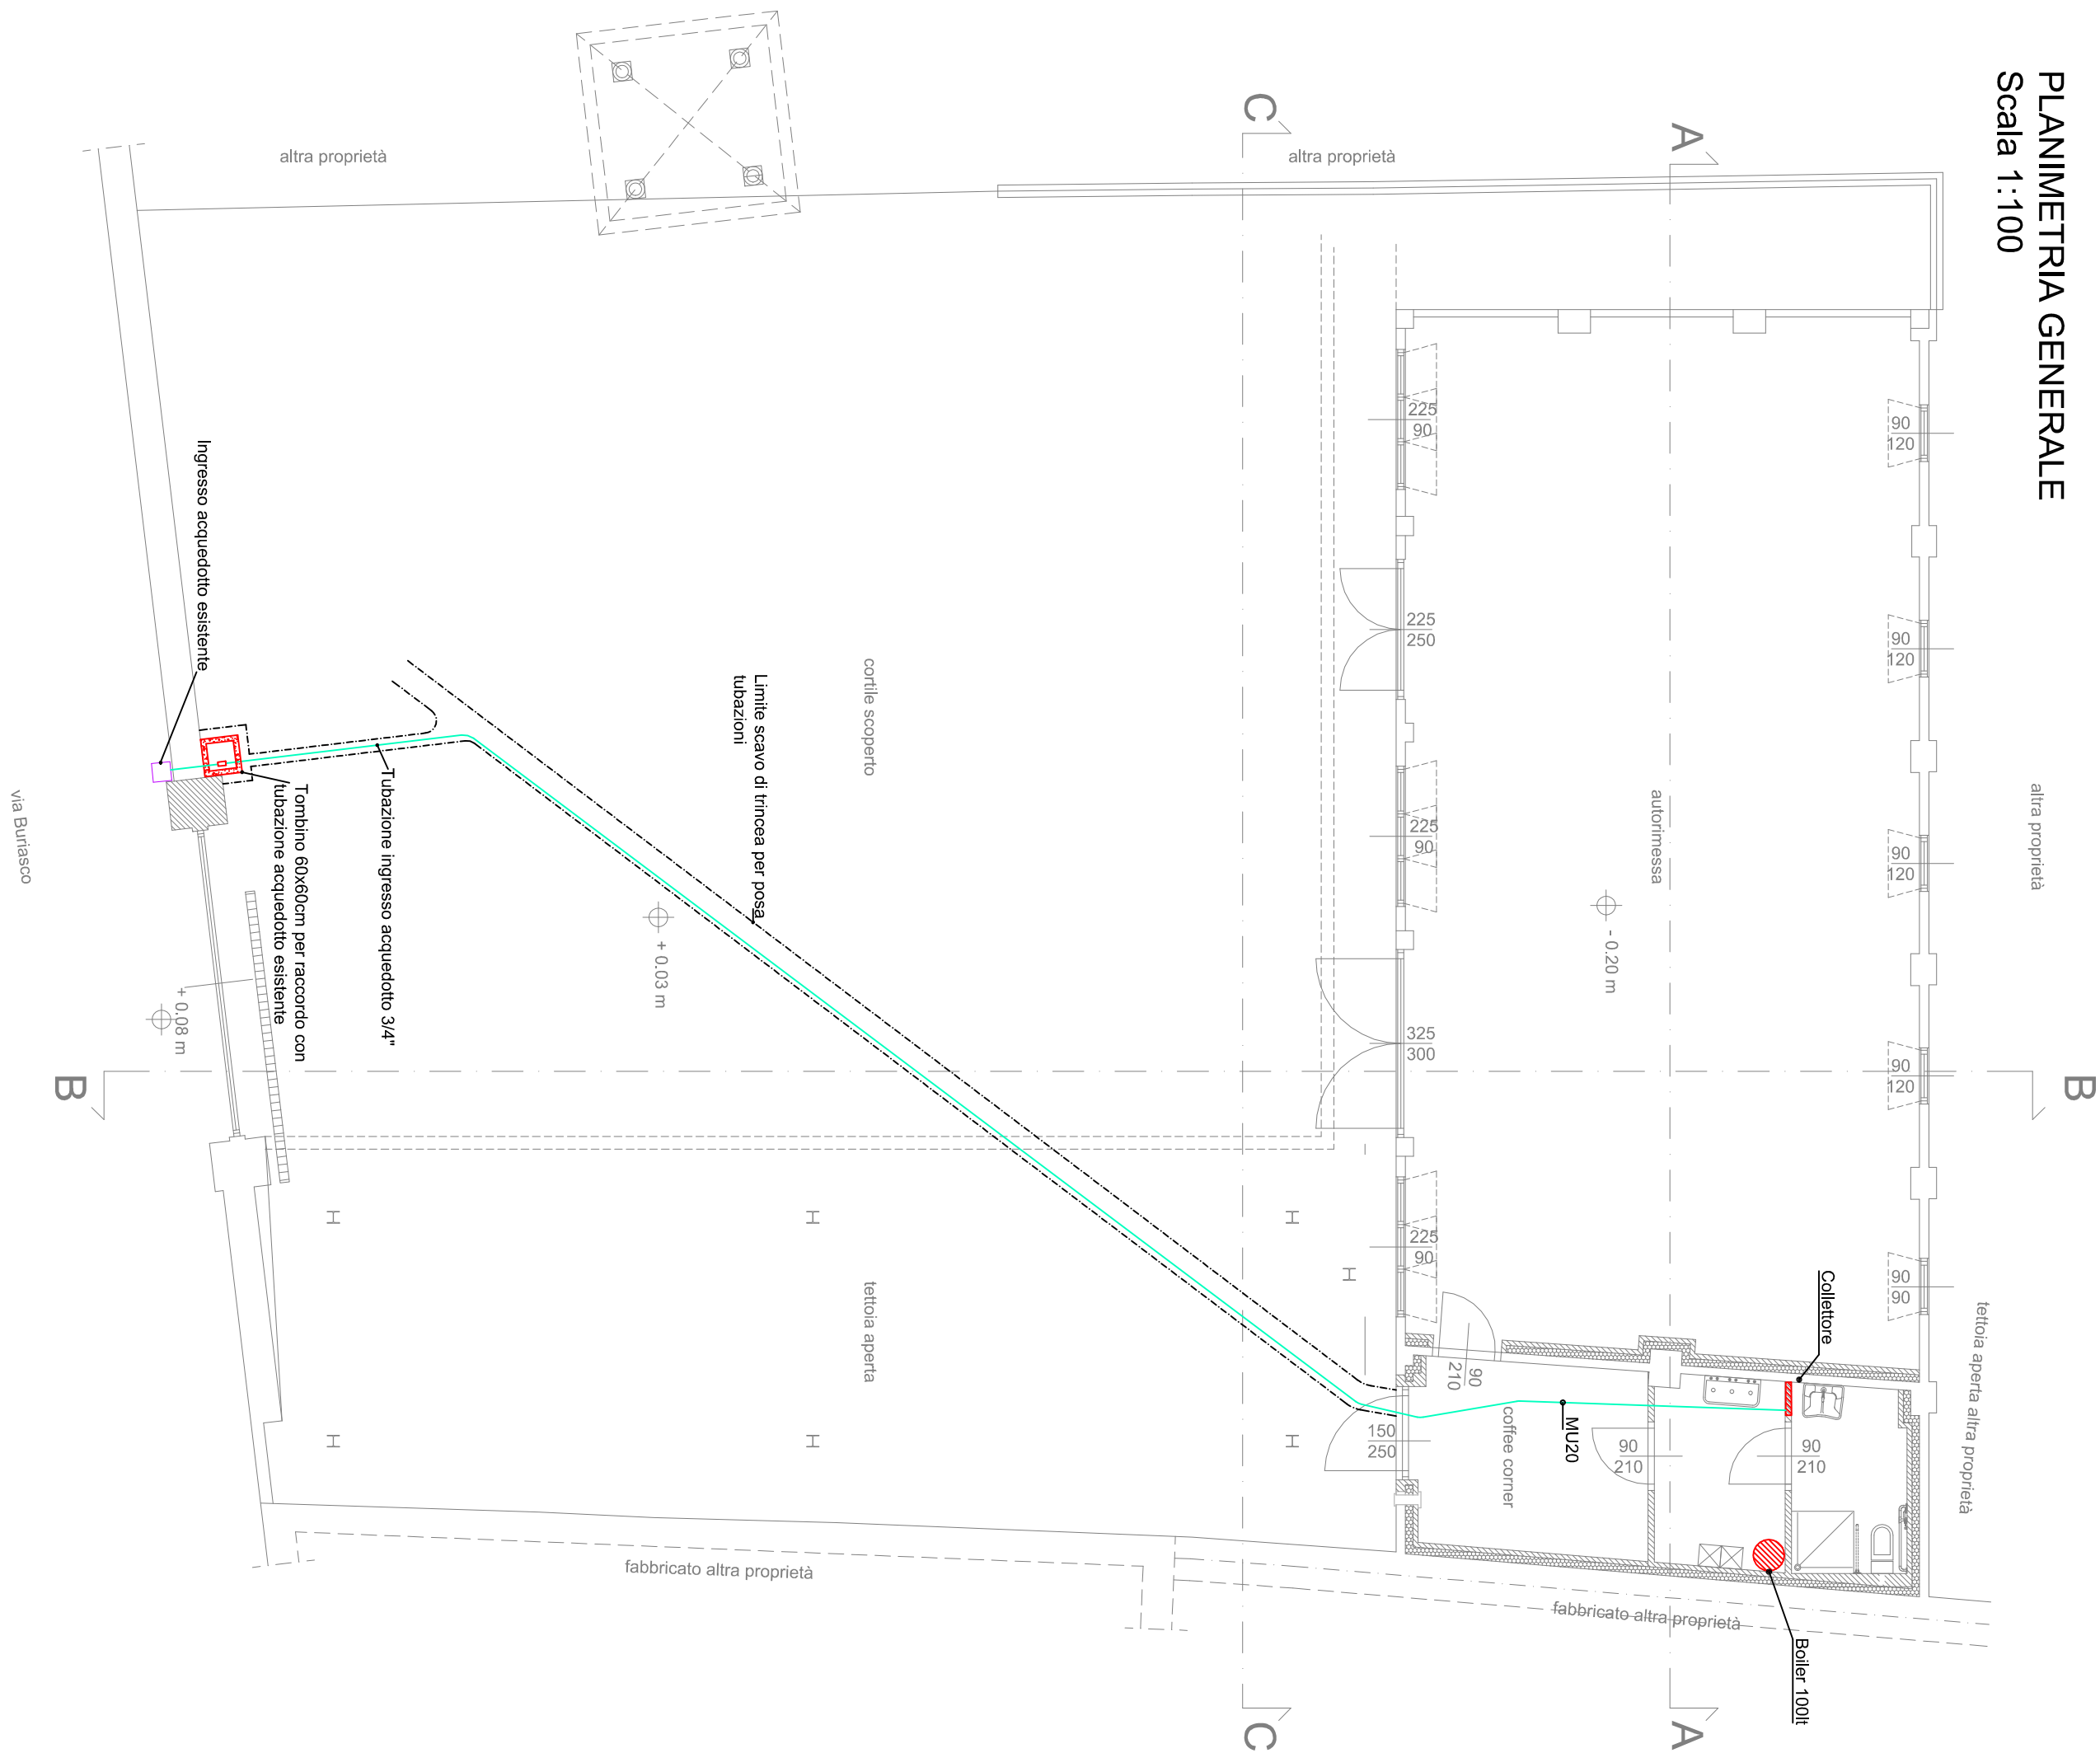 PLANIMETRIA GENERALE
Scala 1:100
A
C
altra proprietà
altra proprietà
225
90
90
120
225
250
90
120
225
90
90
120
325
300
90
120
225
90
90
90
autorimessa
- 0.20 m
altra proprietà
B
B
cortile scoperto
+ 0.03 m
Limite scavo di trincea per posa
tubazioni
Ingresso acquedotto esistente
Tubazione ingresso acquedotto 3/4"
Tombino 60x60cm per raccordo con
tubazione acquedotto esistente
via Buriasco
+ 0.08 m
H
H
H
H
H
H
H
tettoia aperta
tettoia aperta altra proprietà
Collettore
90
210
150
250
coffee corner
MU20
90
210
90
210
Boiler 100lt
fabbricato altra proprietà
fabbricato altra proprietà
C
A